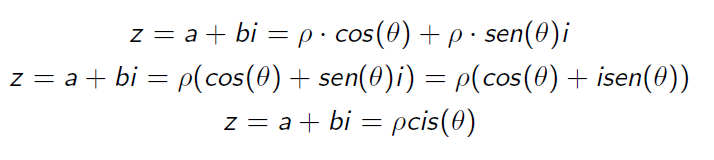 z = a + bi = ρ · cos(θ) + ρ · sen(θ)i
z = a + bi = ρ(cos(θ) + sen(θ)i) = ρ(cos(θ) + isen(θ))
z = a + bi = ρcis(θ)